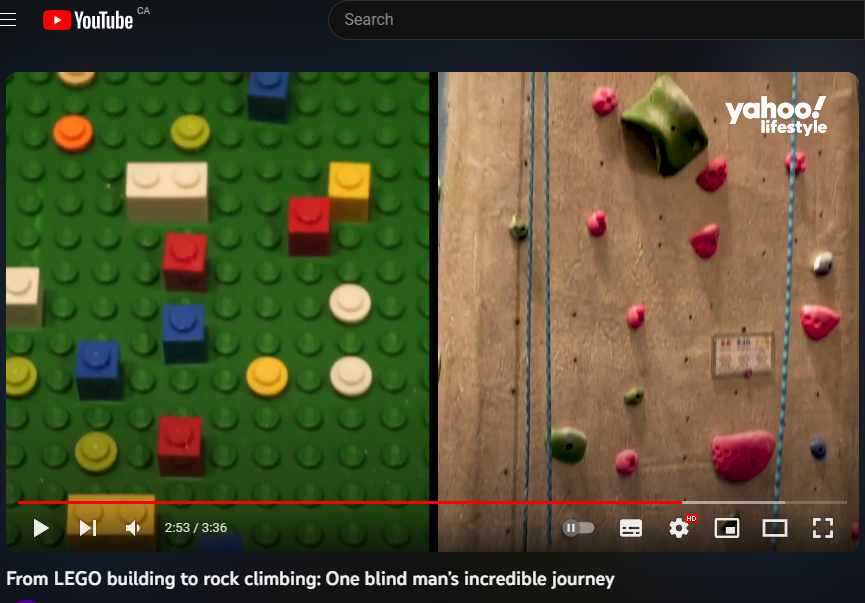 YouTube CA
Search
yahoo!
lifestyle
2:53 / 3:36
HD
From LEGO building to rock climbing: One blind man's incredible journey